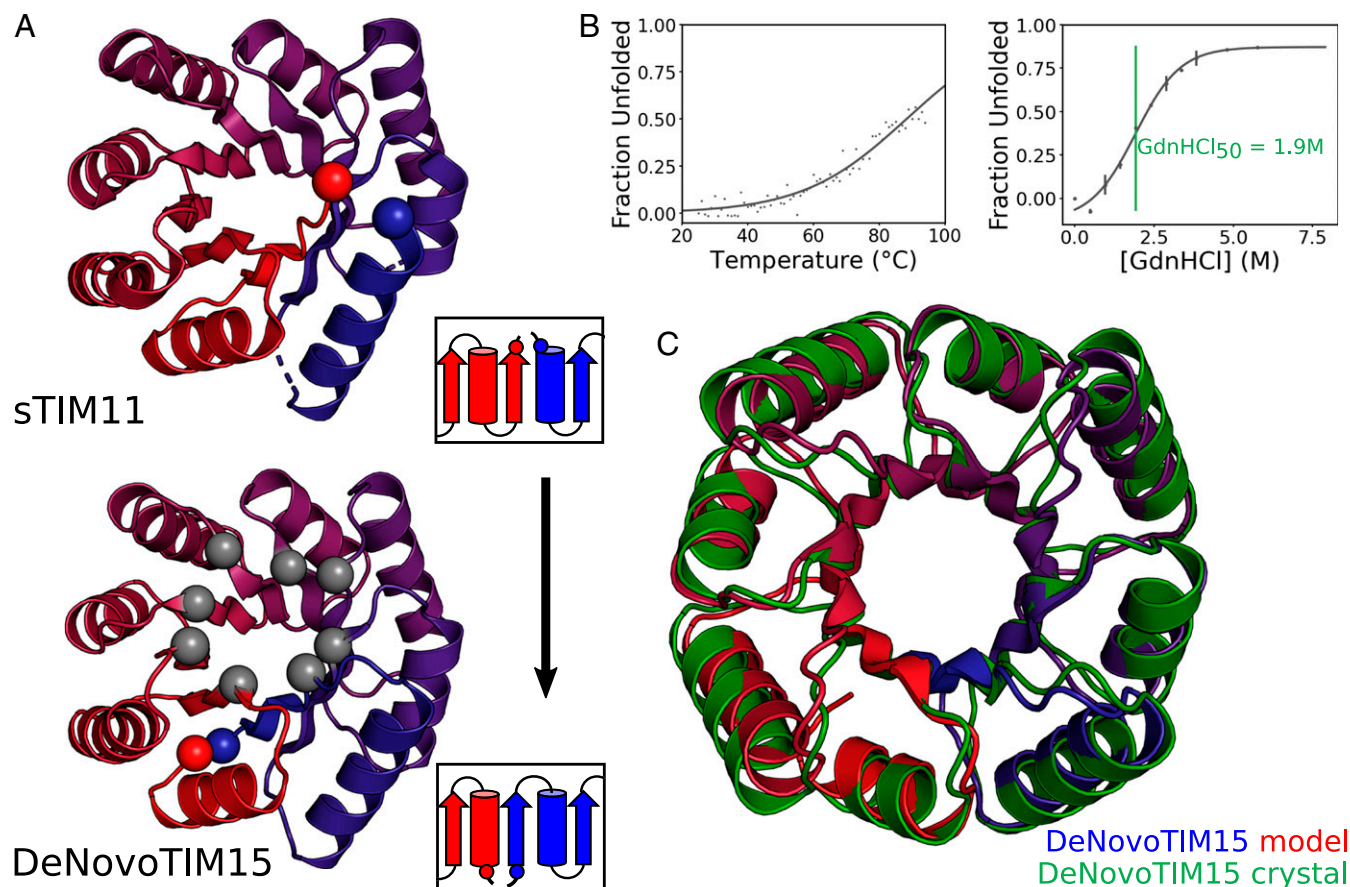 A
sTIM11
DeNovoTIM15
B
Fraction Unfolded
1.00
0.75
0.50
0.25
0.00
20
40
60
80
100
Temperature (°C)
Fraction Unfolded
1.00
0.75
0.50
0.25
0.00
GdnHCl50 = 1.9M
0.0
2.5
5.0
7.5
[GdnHCl] (M)
C
DeNovoTIM15 model
DeNovoTIM15 crystal